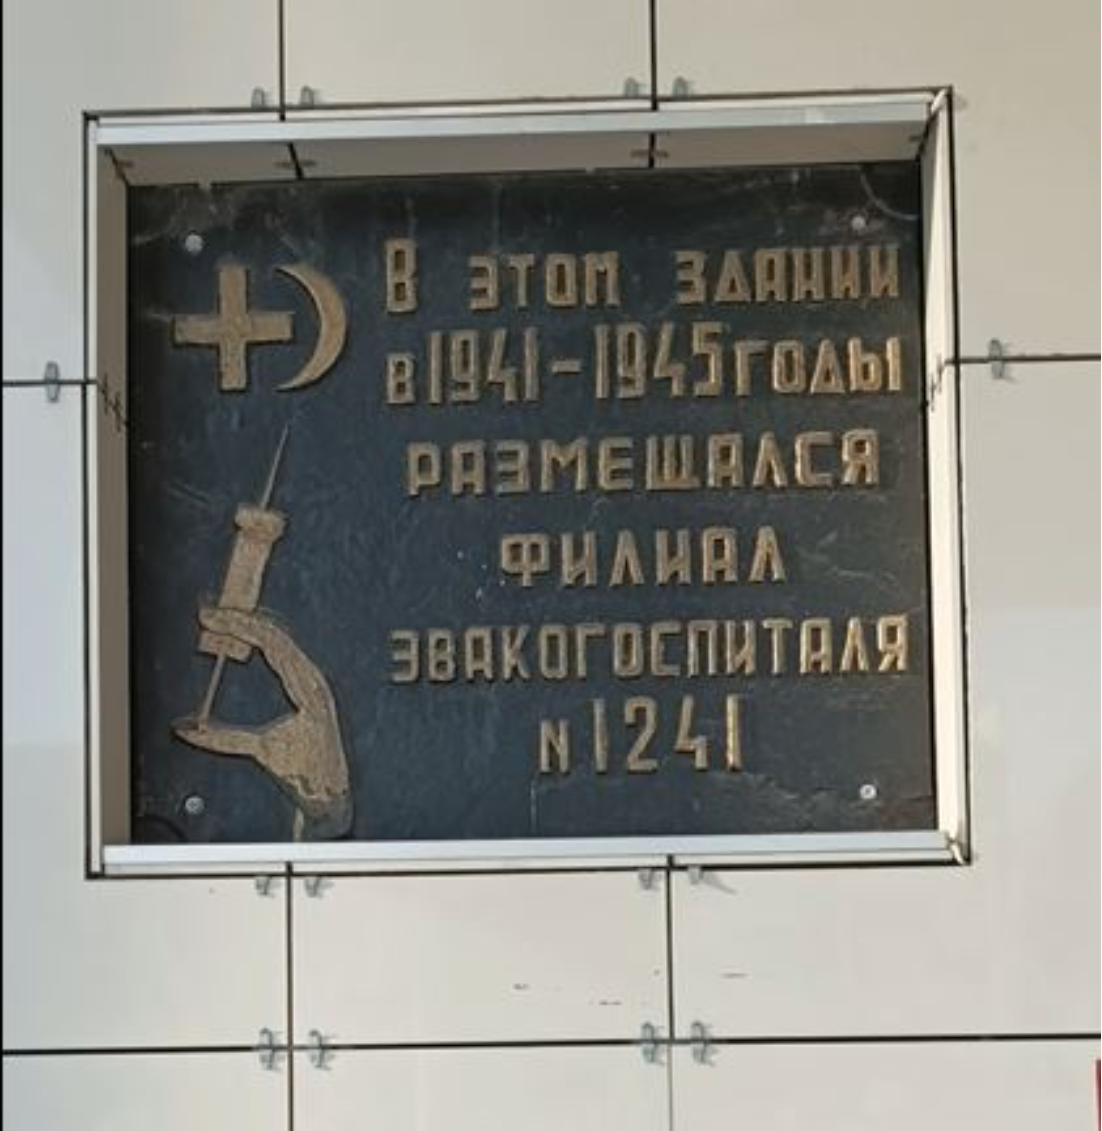 В ЭТОМ ЗДАНИИ
В 1941-1945 ГОДЫ
РАЗМЕЩАЛСЯ
ФИЛИАЛ
ЭВАКОГОСПИТАЛЯ
N 1241